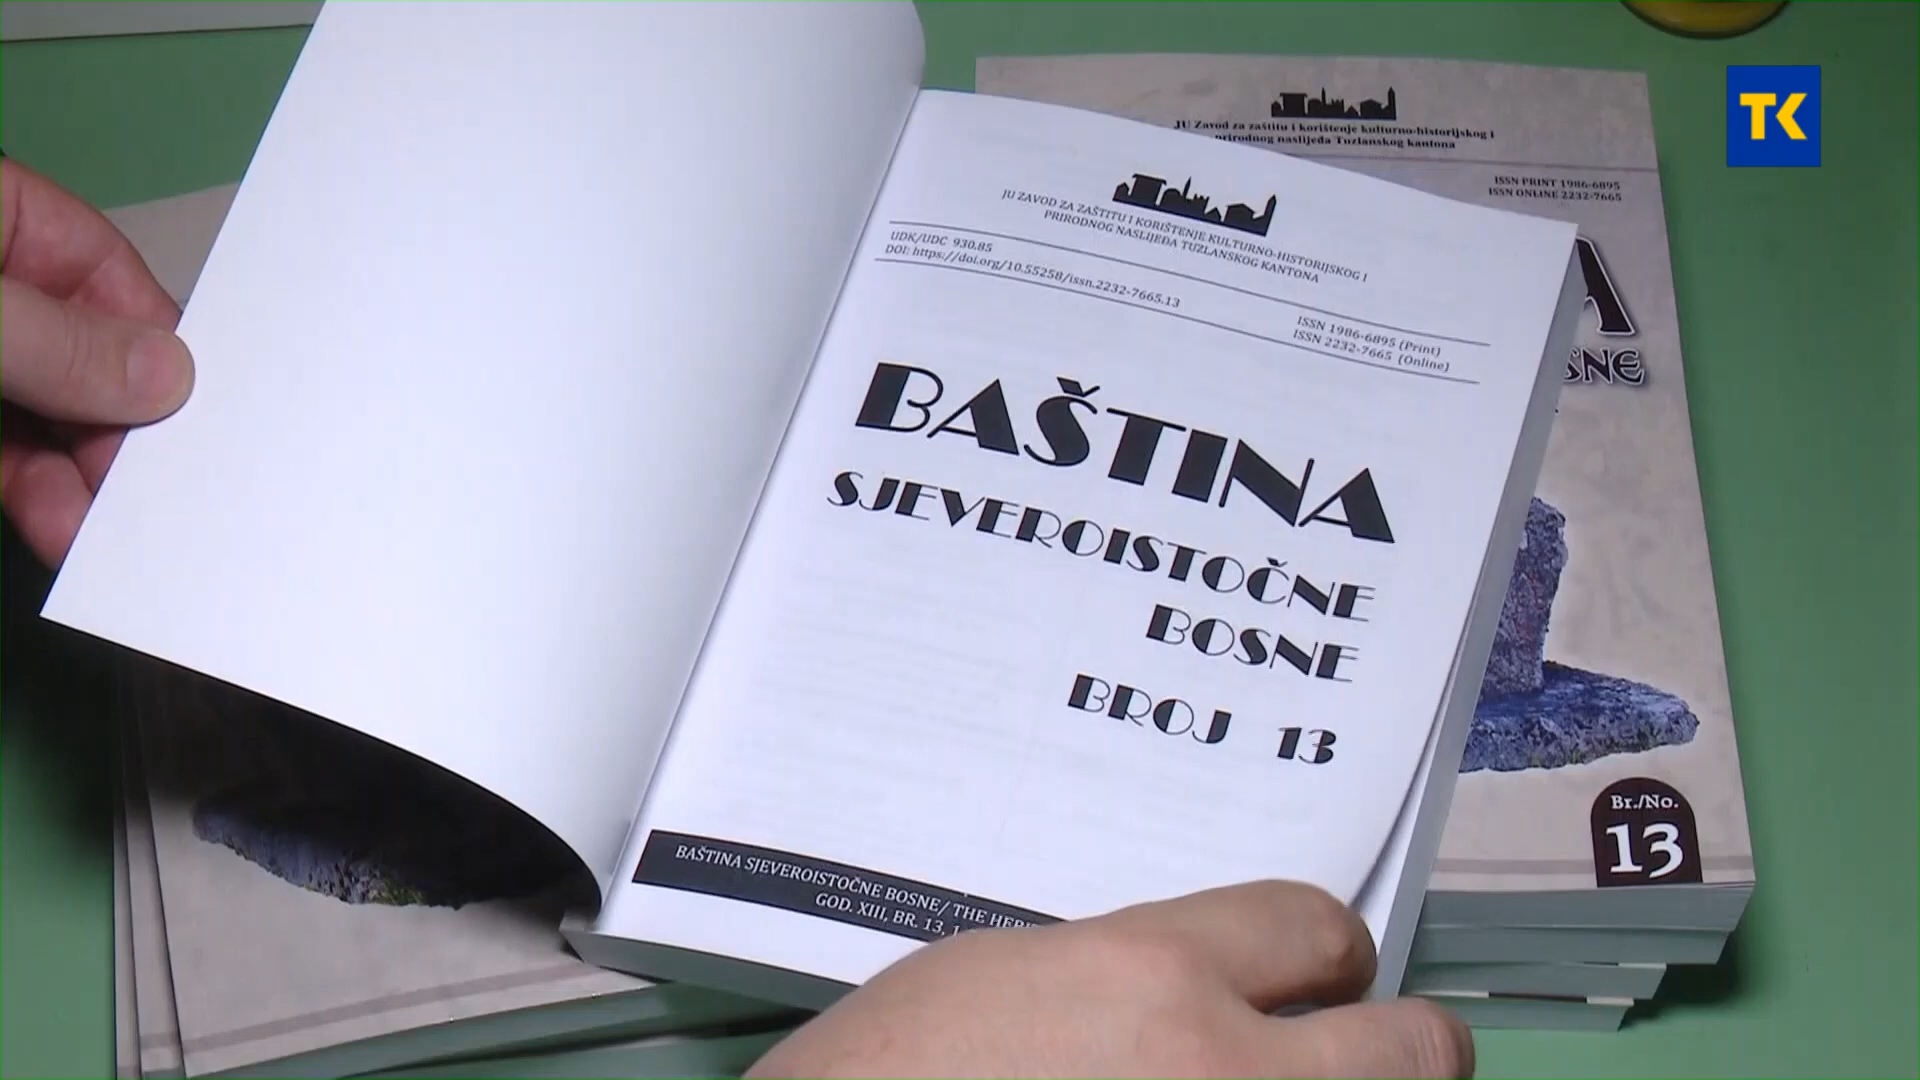 JU ZAVOD ZA ZAŠTITU I KORIŠTENJE KULTURNO-HISTORIJSKOG I
PRIRODNOG NASLIJEĐA TUZLANSKOG KANTONA
UDK/UDC 930.85
DOI: https://doi.org/10.55258/issn.2232-7665.13
ISSN 1986-6895 (Print)
ISSN 2232-7665 (Online)
BAŠTINA
SJEVEROISTOČNE
BOSNE
BROJ 13
BAŠTINA SJEVEROISTOČNE BOSNE/ THE
GOD. XIII, BR. 13,
JU Zavod za zaštitu i korištenje kulturno-historijskog i
prirodnog naslijeđa Tuzlanskog kantona
ISSN PRINT 1986-6895
ISSN ONLINE 2232-7665
Br./No.
13
TK